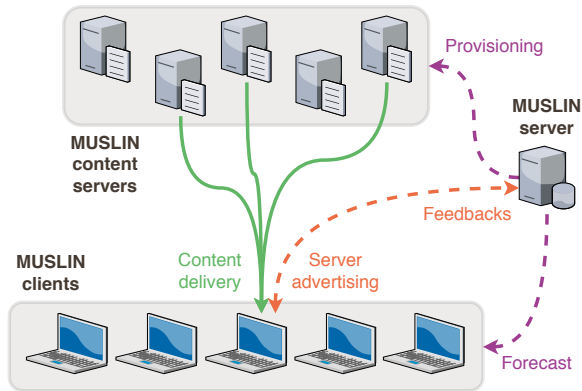 Provisioning
MUSLIN
server
MUSLIN
content
servers
Feedbacks
MUSLIN
clients
Content
delivery
Server
advertising
Forecast